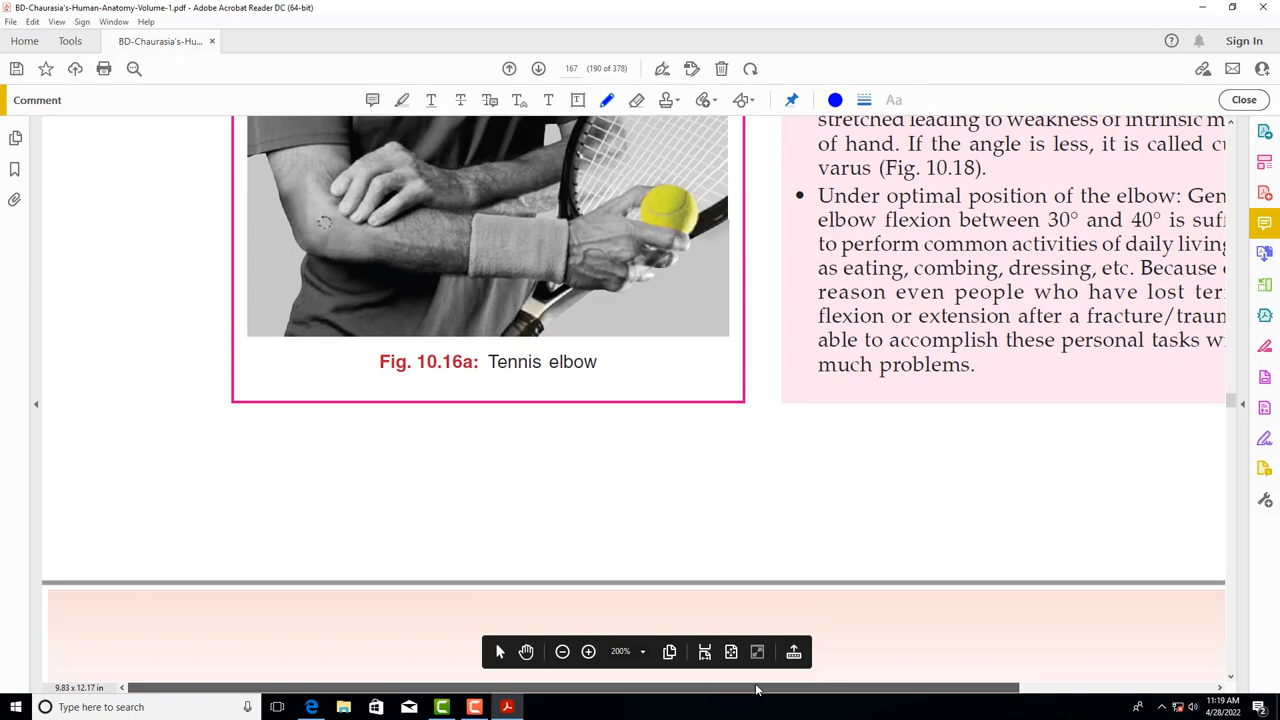 BD-Chaurasia's-Human-Anatomy-Volume-1.pdf - Adobe Acrobat Reader DC (64-bit)
File Edit View Sign Window Help
Home Tools BD-Chaurasia's-Hu... Sign In
167 (190 of 378)
Comment Close
stretched leading to weakness of intrinsic m
of hand. If the angle is less, it is called cu
varus (Fig. 10.18).
• Under optimal position of the elbow: Gen
elbow flexion between 30° and 40° is suf
to perform common activities of daily living
as eating, combing, dressing, etc. Because
reason even people who have lost ter
flexion or extension after a fracture/traum
able to accomplish these personal tasks w
much problems.
Fig. 10.16a: Tennis elbow
200%
9.83 x 12.17 in
Type here to search
11:19 AM
4/28/2022